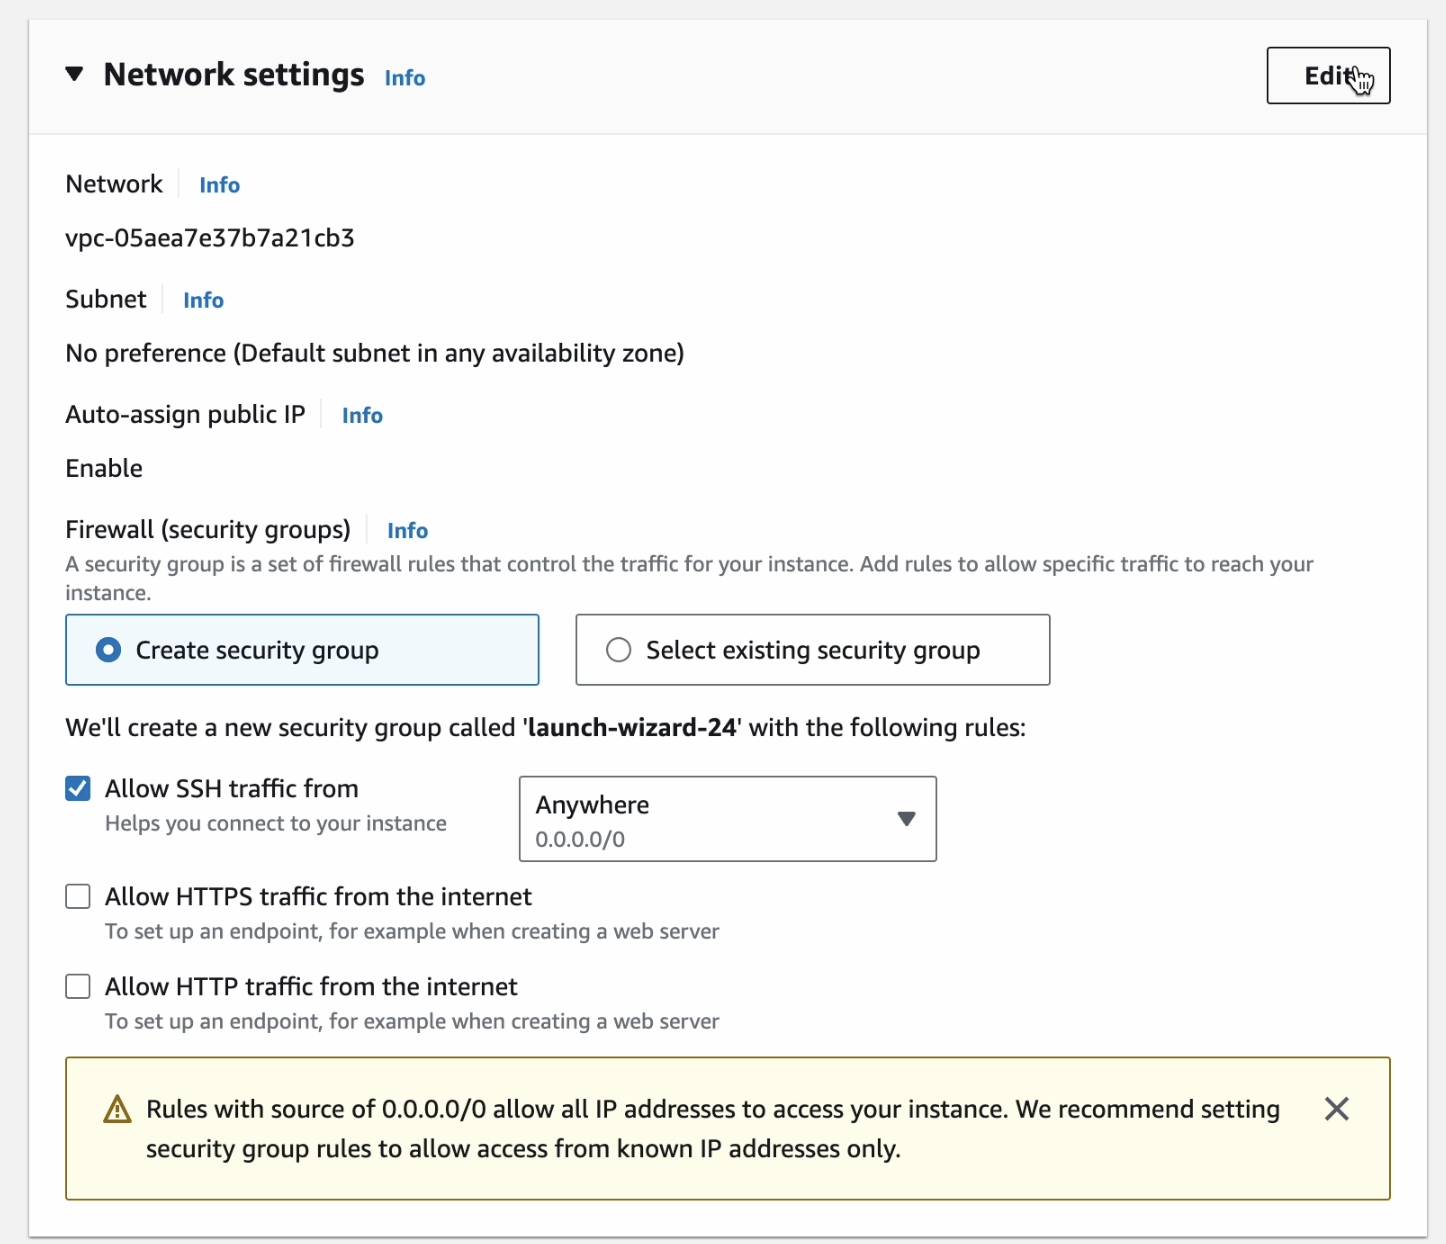 Network settings Info
Edit
Network Info
vpc-05aea7e37b7a21cb3
Subnet Info
No preference (Default subnet in any availability zone)
Auto-assign public IP Info
Enable
Firewall (security groups) Info
A security group is a set of firewall rules that control the traffic for your instance. Add rules to allow specific traffic to reach your
instance.
Create security group
Select existing security group
We'll create a new security group called 'launch-wizard-24' with the following rules:
Allow SSH traffic from
Helps you connect to your instance
Anywhere
0.0.0.0/0
Allow HTTPS traffic from the internet
To set up an endpoint, for example when creating a web server
Allow HTTP traffic from the internet
To set up an endpoint, for example when creating a web server
Rules with source of 0.0.0.0/0 allow all IP addresses to access your instance. We recommend setting
security group rules to allow access from known IP addresses only.